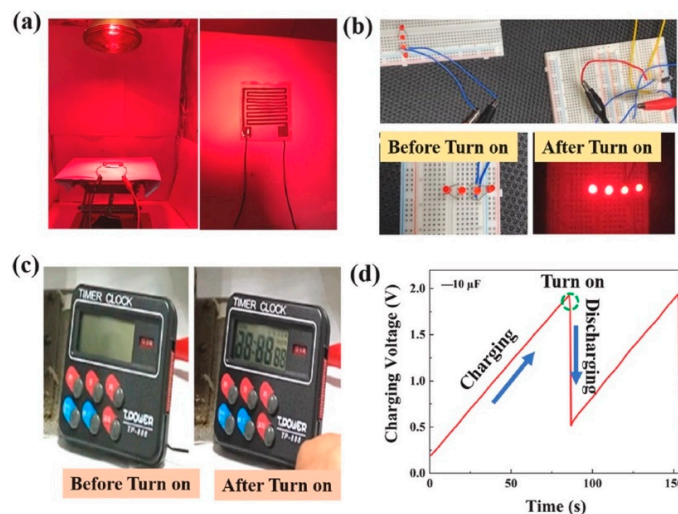 (a)
(b)
Before Turn on
After Turn on
(c)
TIMER CLOCK
T.POWER
TP-888
Before Turn on
TIMER CLOCK
T.POWER
TP-888
After Turn on
(d)
—10 µF
Turn on
Charging
Discharging
Charging Voltage (V)
2.0
1.5
1.0
0.5
0.0
0
50
100
150
Time (s)